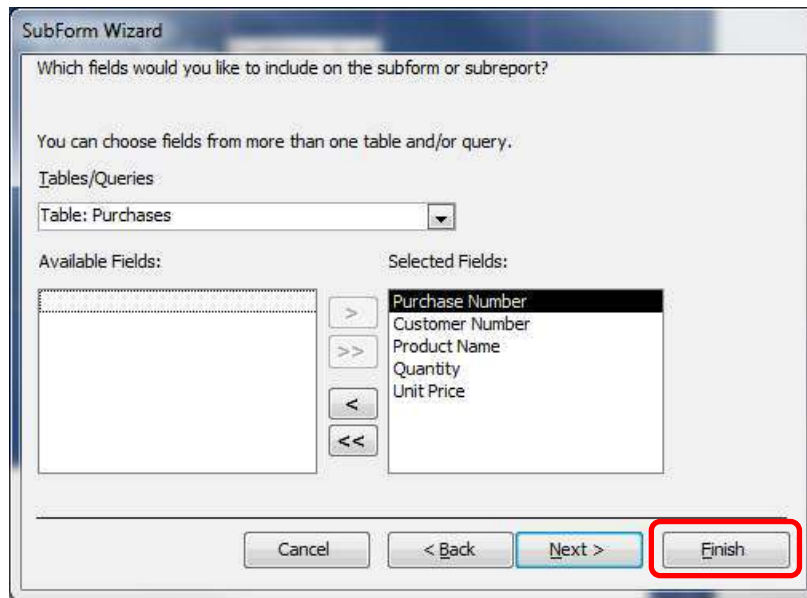 SubForm Wizard
Which fields would you like to include on the subform or subreport?
You can choose fields from more than one table and/or query.
Tables/Queries
Table: Purchases
Available Fields:
Selected Fields:
>
>>
<
<<
Purchase Number
Customer Number
Product Name
Quantity
Unit Price
Cancel
< Back
Next >
Finish